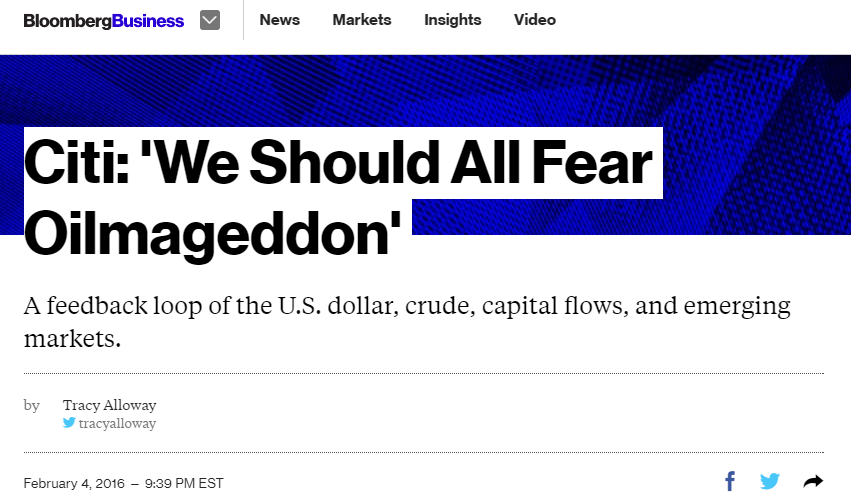 BloombergBusiness News Markets Insights Video
Citi: 'We Should All Fear
Oilmageddon'
A feedback loop of the U.S. dollar, crude, capital flows, and emerging
markets.
by Tracy Alloway
tracyalloway
February 4, 2016 – 9:39 PM EST